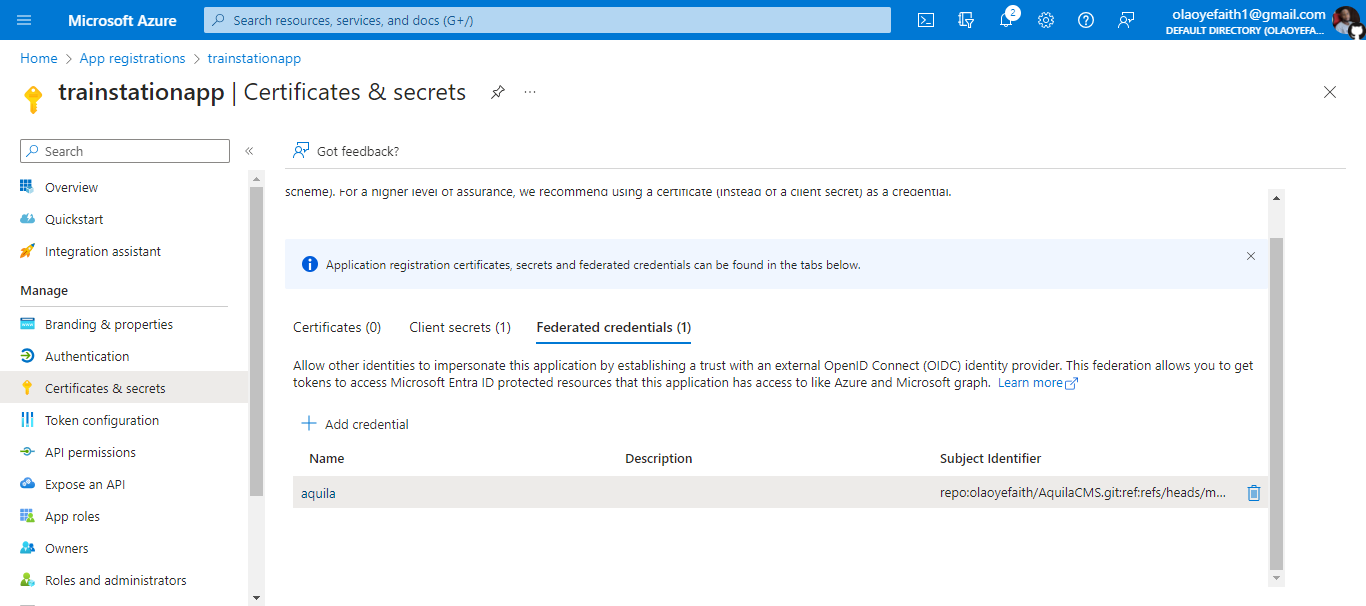 Microsoft Azure
Search resources, services, and docs (G+/)
2
olaoyefaith1@gmail.com
DEFAULT DIRECTORY (OLAOYEFA...
Home > App registrations > trainstationapp
trainstationapp | Certificates & secrets
...
Search
«
Got feedback?
Overview
Quickstart
Integration assistant
Manage
Branding & properties
Authentication
Certificates & secrets
Token configuration
API permissions
Expose an API
App roles
Owners
Roles and administrators
scheme). For a higher level of assurance, we recommend using a certificate (instead of a client secret) as a credential.
Application registration certificates, secrets and federated credentials can be found in the tabs below.
Certificates (0) Client secrets (1) Federated credentials (1)
Allow other identities to impersonate this application by establishing a trust with an external OpenID Connect (OIDC) identity provider. This federation allows you to get
tokens to access Microsoft Entra ID protected resources that this application has access to like Azure and Microsoft graph. Learn more
Add credential
Name Description Subject Identifier
aquila repo:olaoyefaith/AquilaCMS.git:ref:refs/heads/m...